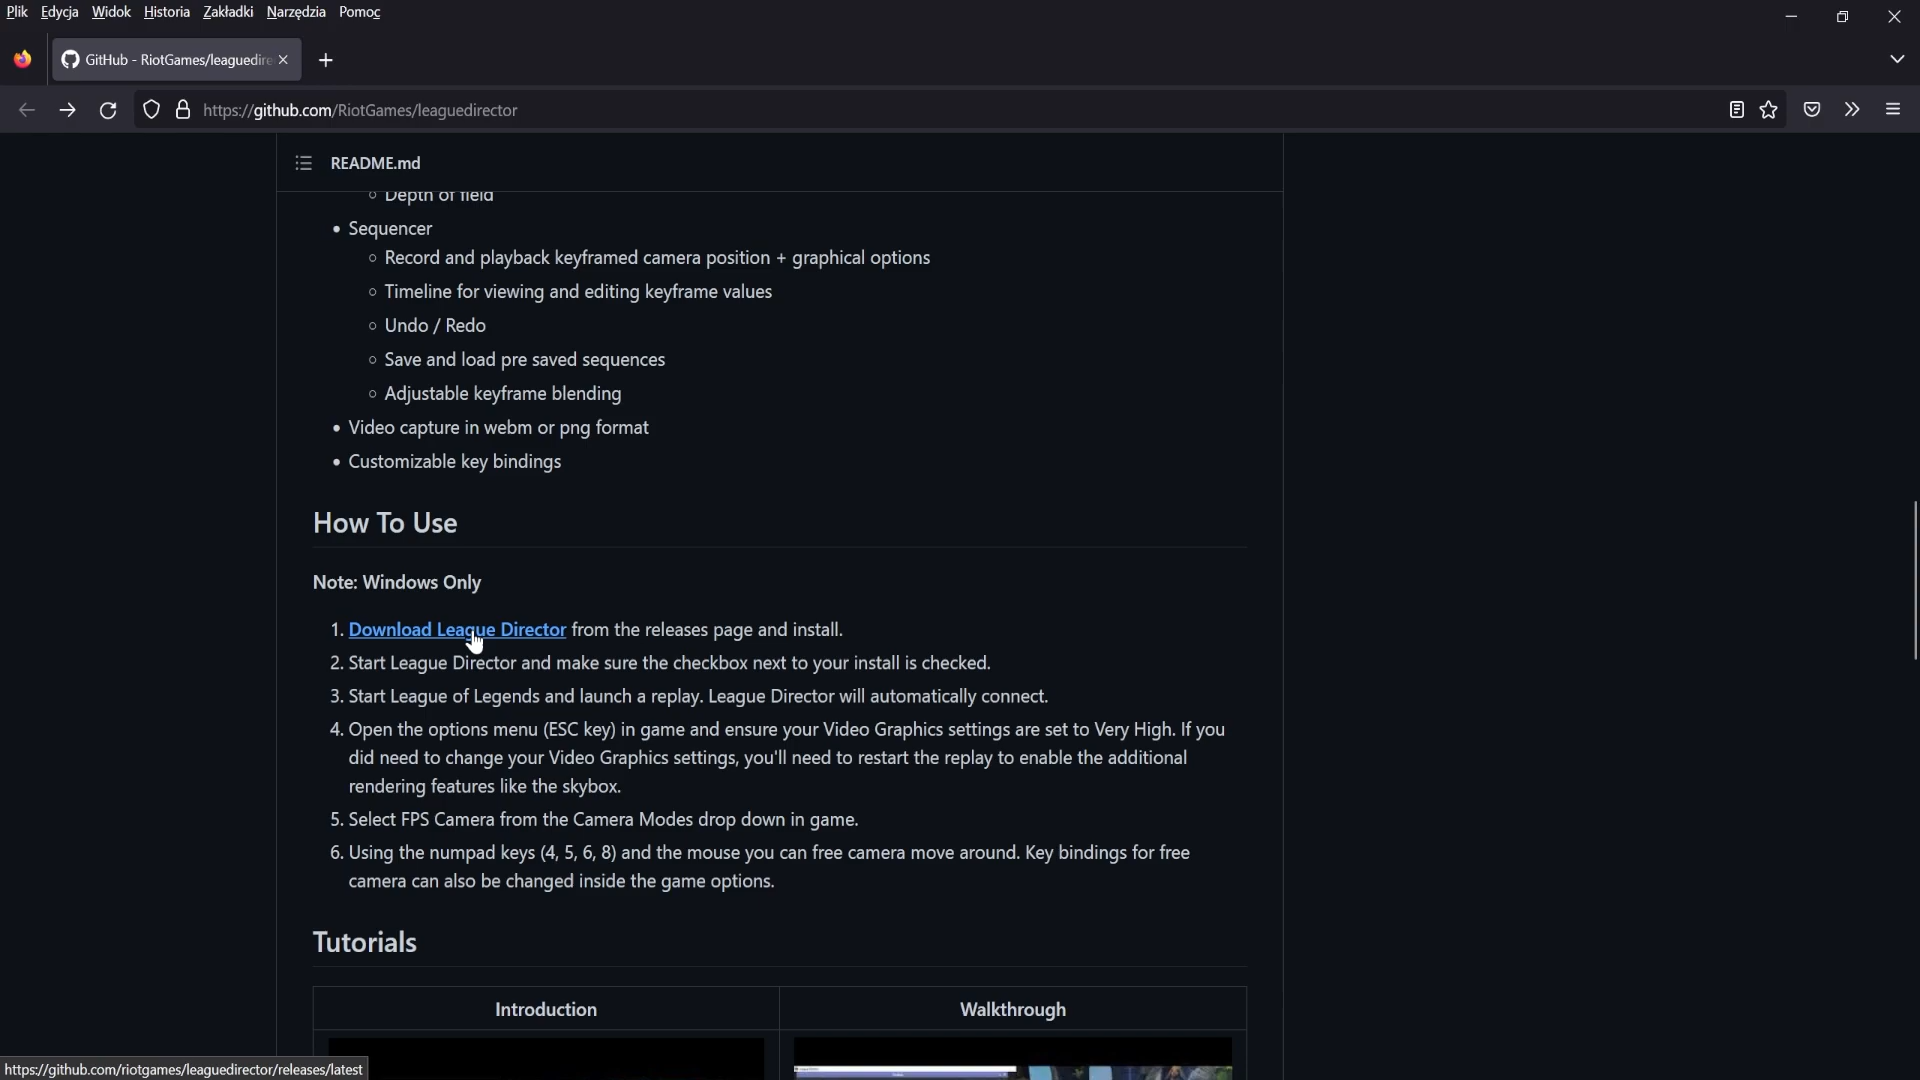 Plik Edycja Widok Historia Zakładki Narzędzia Pomoc
GitHub - RiotGames/leaguedire
https://github.com/RiotGames/leaguedirector
README.md
Depth of field
Sequencer
Record and playback keyframed camera position + graphical options
Timeline for viewing and editing keyframe values
Undo / Redo
Save and load pre saved sequences
Adjustable keyframe blending
Video capture in webm or png format
Customizable key bindings
How To Use
Note: Windows Only
1. Download League Director from the releases page and install.
2. Start League Director and make sure the checkbox next to your install is checked.
3. Start League of Legends and launch a replay. League Director will automatically connect.
4. Open the options menu (ESC key) in game and ensure your Video Graphics settings are set to Very High. If you
did need to change your Video Graphics settings, you'll need to restart the replay to enable the additional
rendering features like the skybox.
5. Select FPS Camera from the Camera Modes drop down in game.
6. Using the numpad keys (4, 5, 6, 8) and the mouse you can free camera move around. Key bindings for free
camera can also be changed inside the game options.
Tutorials
Introduction Walkthrough
https://github.com/riotgames/leaguedirector/releases/latest